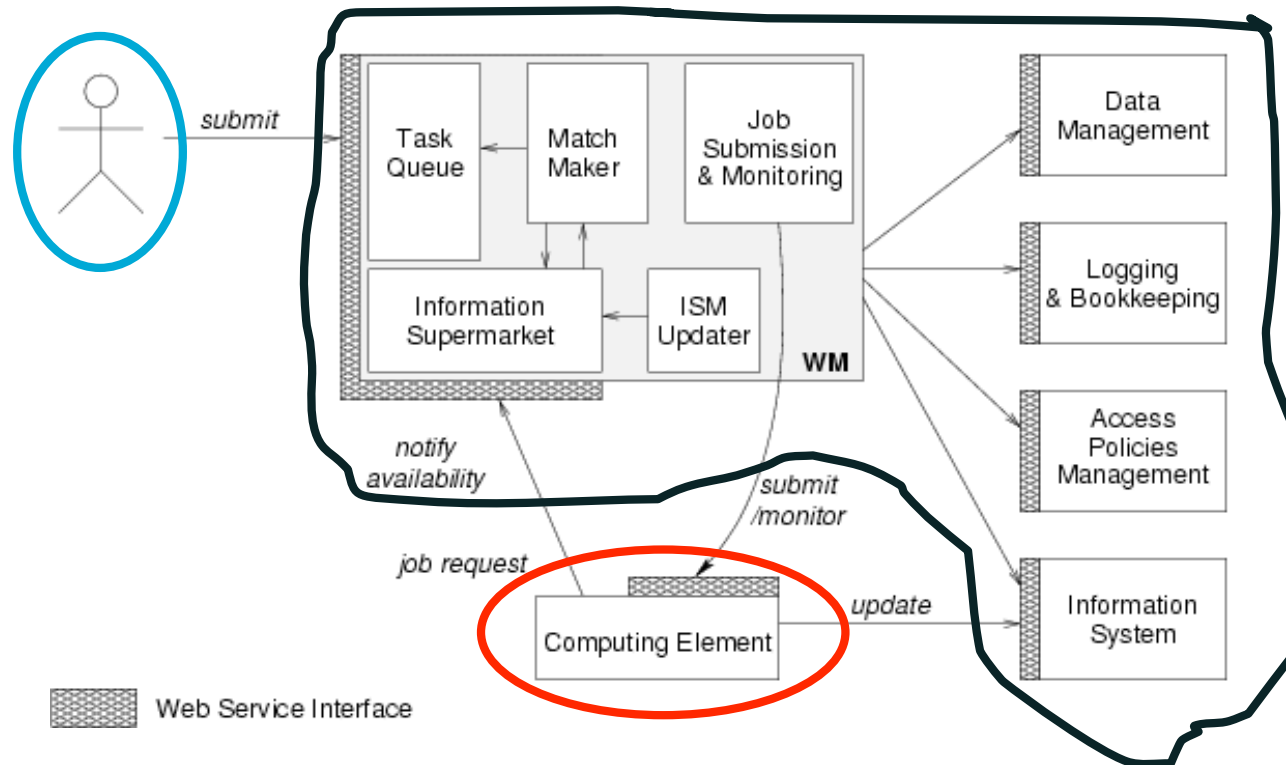 submit
Task
Queue
Match
Maker
Job
Submission
& Monitoring
Information
Supermarket
ISM
Updater
WM
Data
Management
Logging
& Bookkeeping
Access
Policies
Management
Information
System
notify
availability
job request
submit
/monitor
update
Computing Element
Web Service Interface